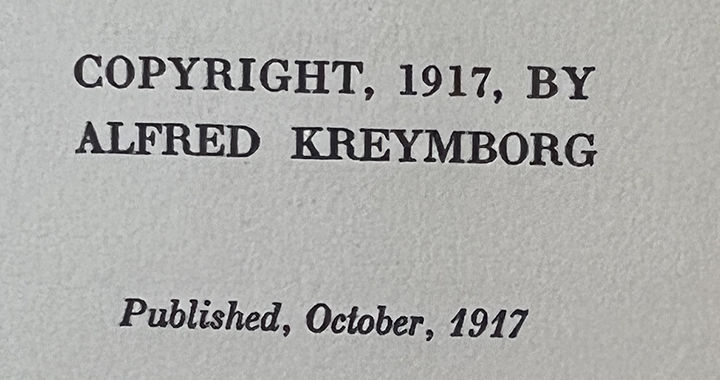 COPYRIGHT, 1917, BY
ALFRED KREYMBORG
Published, October, 1917